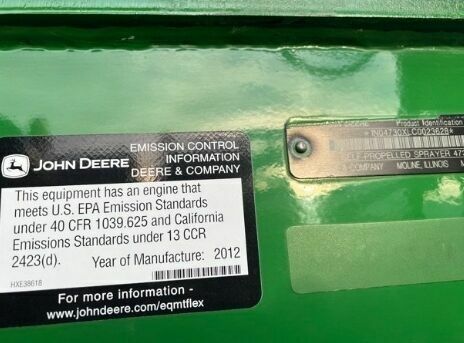 JOHN DEERE
EMISSION CONTROL
INFORMATION
DEERE & COMPANY
This equipment has an engine that
meets U.S. EPA Emission Standards
under 40 CFR 1039.625 and California
Emissions Standards under 13 CCR
2423(d). Year of Manufacture: 2012
HXE38618
For more information -
www.johndeere.com/eqmtflex
Product Identification
*1N04730XLC0023628*
SELF-PROPELLED SPRAYER 473
& COMPANY MOLINE, ILLINOIS